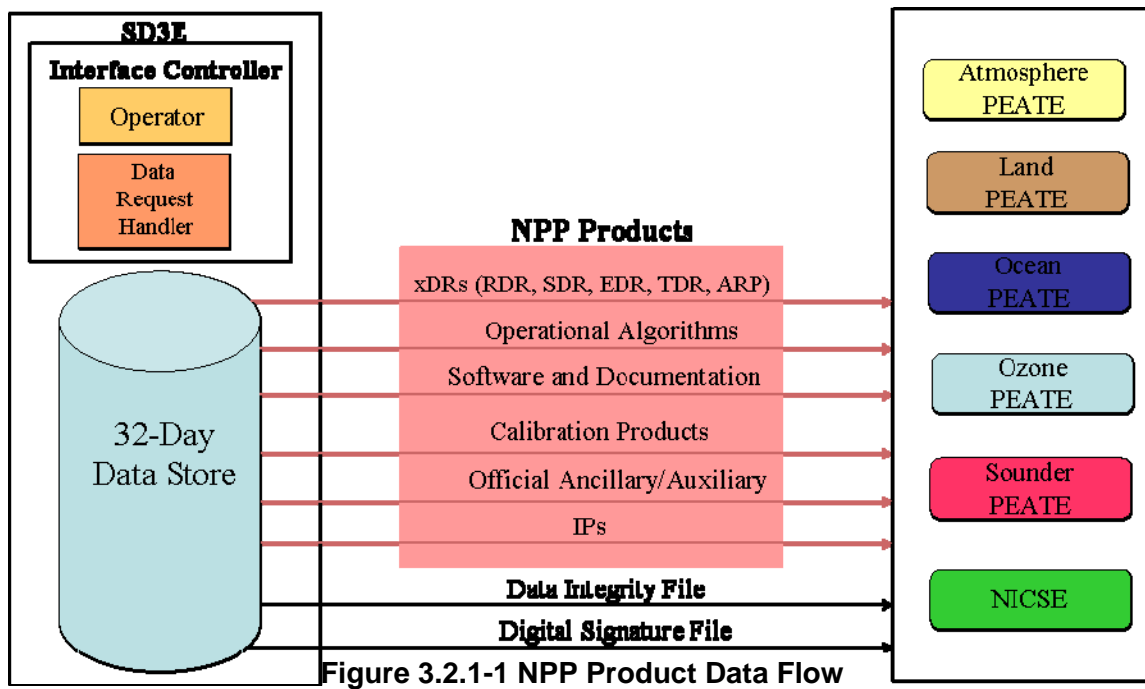 SD3E
Interface Controller
Operator
Data
Request
Handler
32-Day
Data Store
NPP Products
xDRs (RDR, SDR, EDR, TDR, ARP)
Operational Algorithms
Software and Documentation
Calibration Products
Official Ancillary/Auxiliary
IPs
Data Integrity File
Digital Signature File
Atmosphere
PEATE
Land
PEATE
Ocean
PEATE
Ozone
PEATE
Sounder
PEATE
NICSE
Figure 3.2.1-1 NPP Product Data Flow